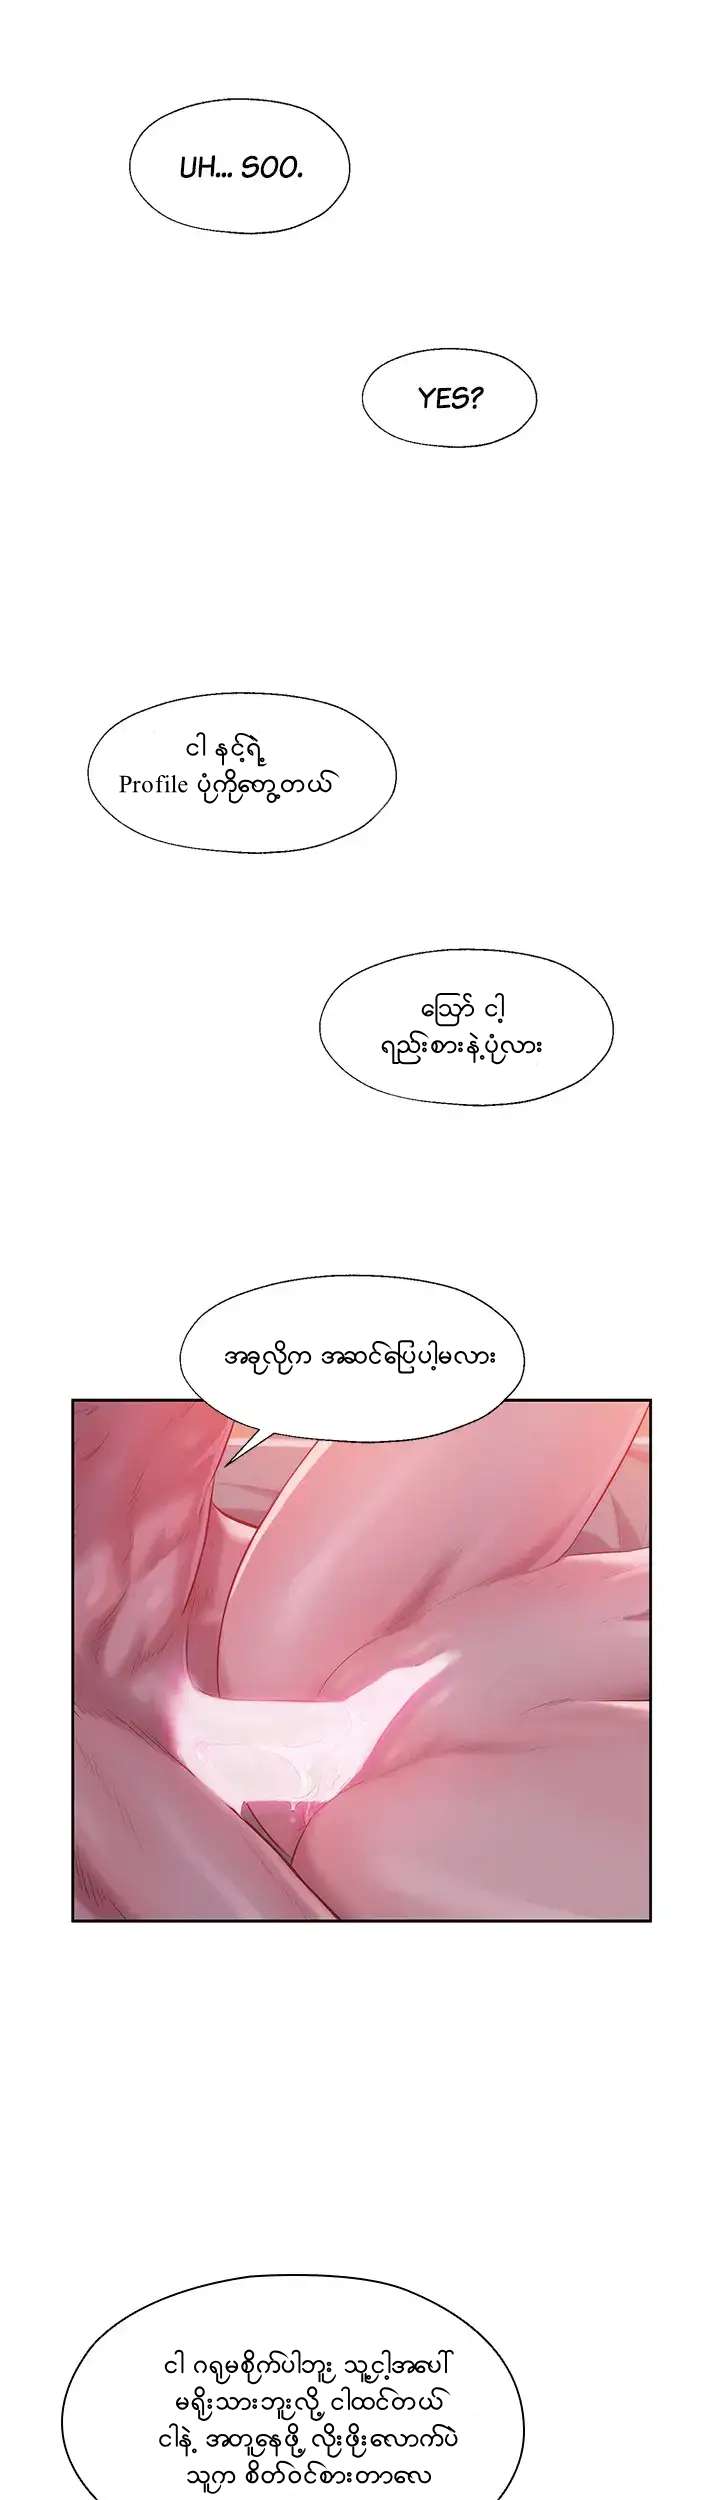 UH... SOO.
YES?
ငါ နင့်ရဲ့
Profile ပုံကိုတွေ့တယ်
ဪ ငါ့
ရည်းစားနဲ့ပုံလား
အခုလိုက အဆင်ပြေပါ့မလား
ငါ ဂရုမစိုက်ပါဘူး သူ့ငါ့အပေါ်
မရိုးသားဘူးလို့ ငါထင်တယ်
ငါနဲ့ အတူနေဖို့ လိုးဖိုးလောက်ပဲ
သူက စိတ်ဝင်စားတာလေ